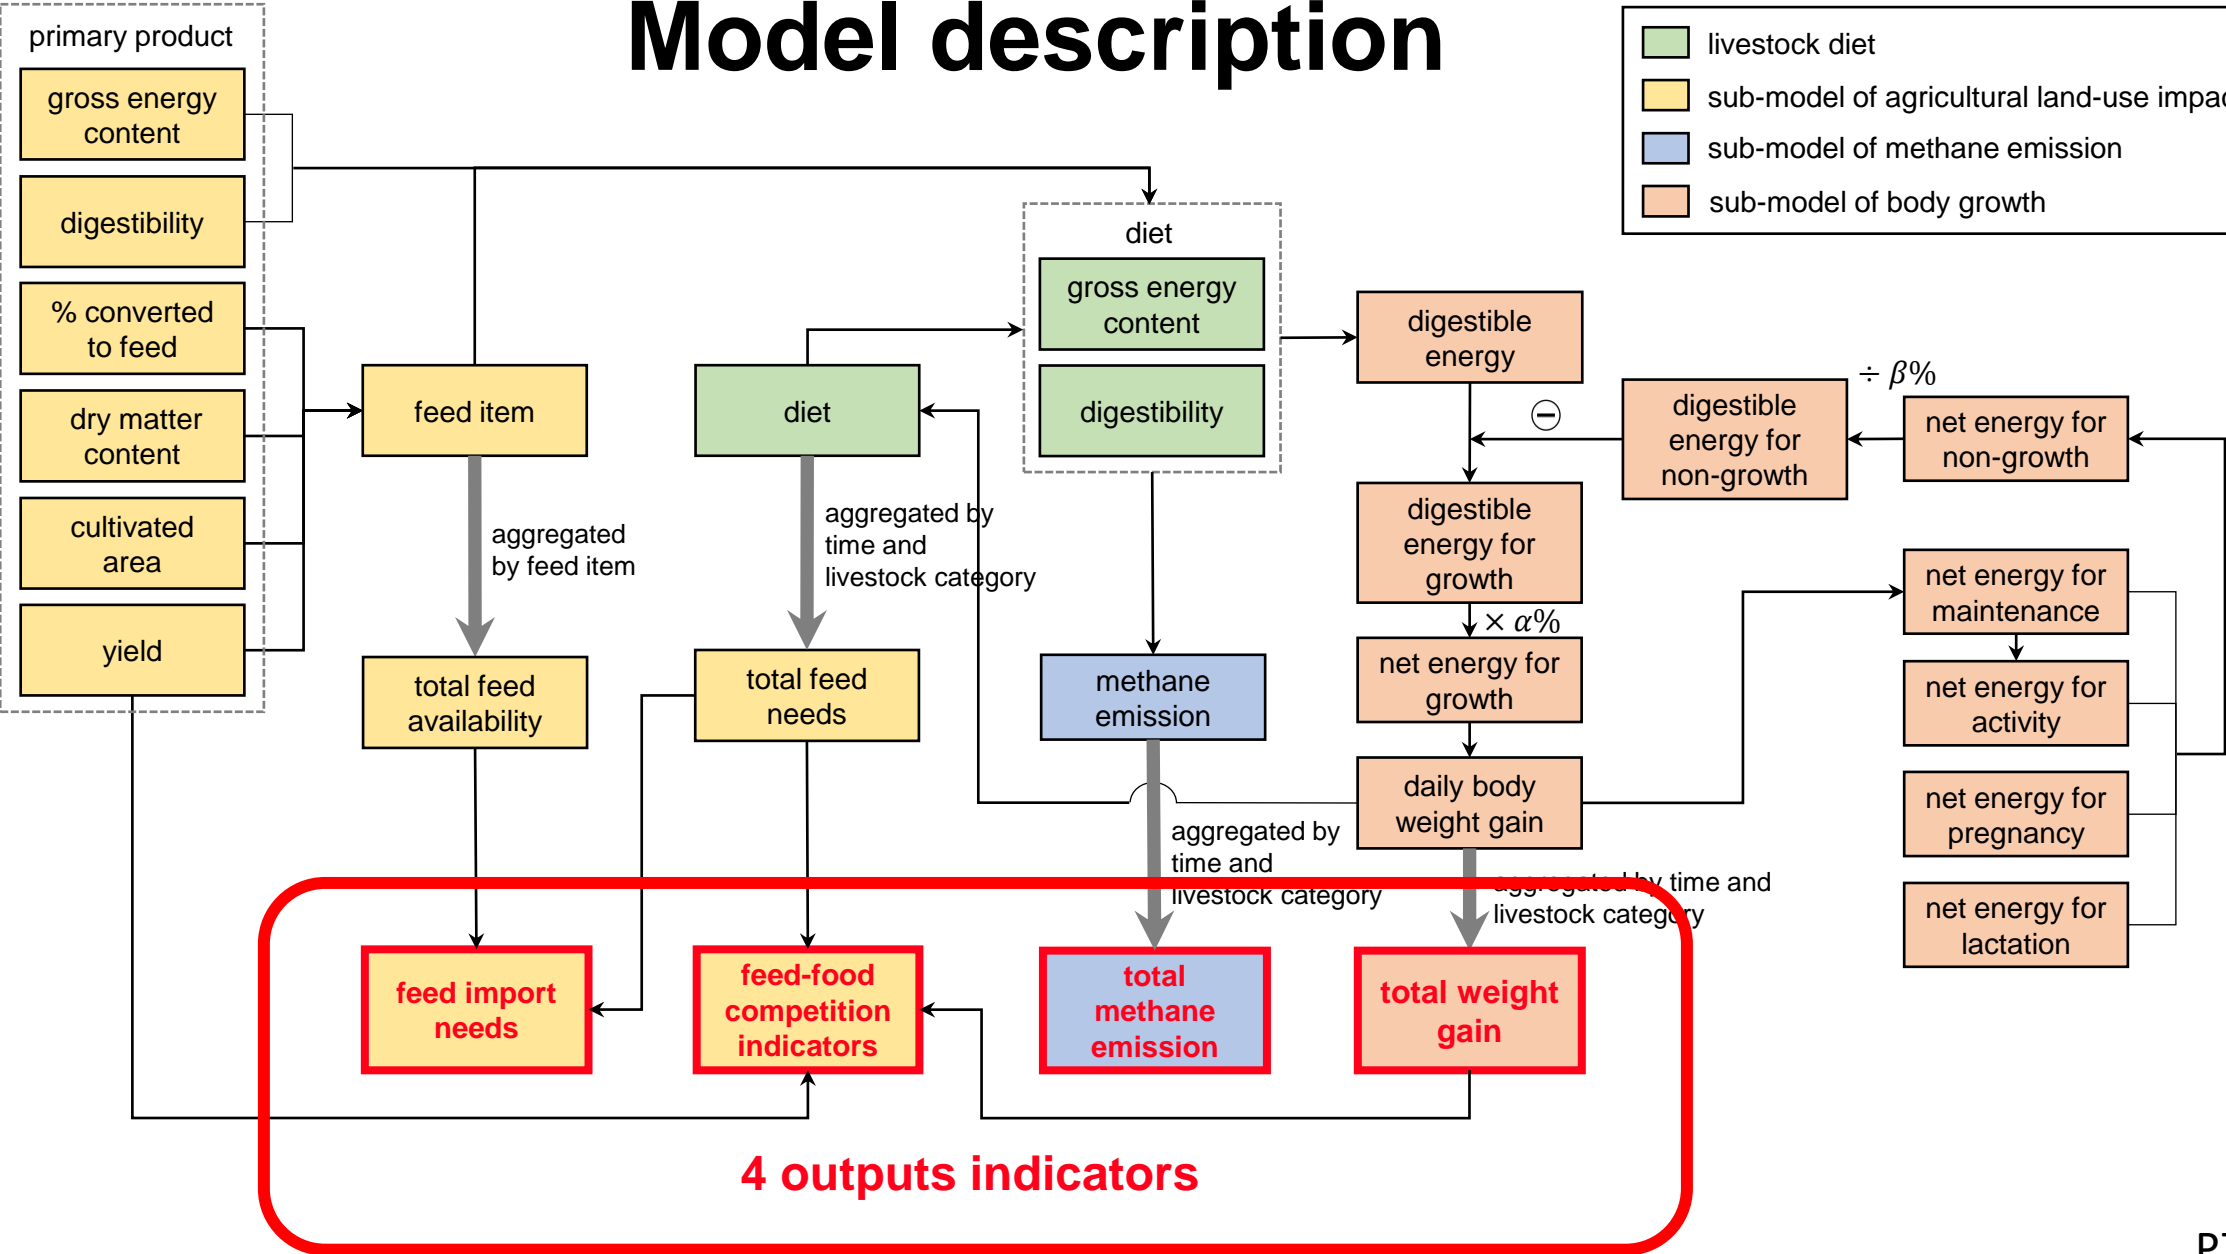 Model description
primary product
gross energy
content
digestibility
% converted
to feed
dry matter
content
cultivated
area
yield
feed item
aggregated
by feed item
total feed
availability
diet
aggregated by
time and
livestock category
total feed
needs
diet
gross energy
content
digestibility
methane
emission
aggregated by
time and
livestock category
digestible
energy
⊖
digestible
energy for
growth
× α%
net energy for
growth
daily body
weight gain
aggregated by time and
livestock category
digestible
energy for
non-growth
÷ β%
net energy for
non-growth
net energy for
maintenance
net energy for
activity
net energy for
pregnancy
net energy for
lactation
livestock diet
sub-model of agricultural land-use impac
sub-model of methane emission
sub-model of body growth
feed import
needs
feed-food
competition
indicators
total
methane
emission
total weight
gain
4 outputs indicators